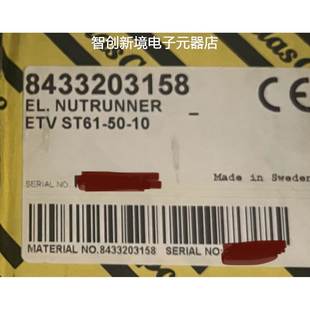 智创新境电子元器店
8433203158
EL. NUTRUNNER
ETV ST61-50-10
CE
Made in Sweden
SERIAL NO.
MATERIAL NO.8433203158 SERIAL NO.